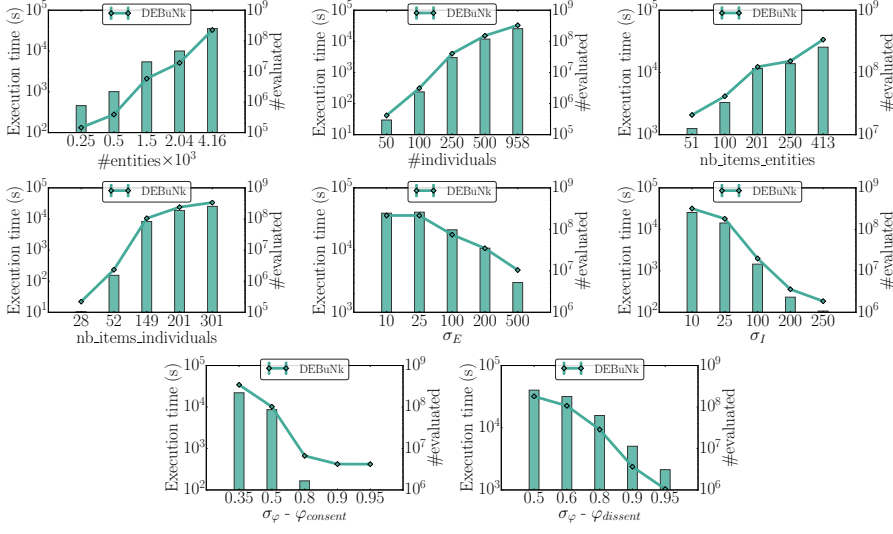 DEBuNk DEBuNk DEBuNk
Execution time (s) 10^5 10^4 10^3 10^2
#evaluated 10^9 10^8 10^7 10^6 10^5
0.25 0.5 1.5 2.04 4.16
#entities×10^3
Execution time (s) 10^5 10^4 10^3 10^2 10^1
#evaluated 10^9 10^8 10^7 10^6 10^5
50 100 250 500 958
#individuals
Execution time (s) 10^5 10^4 10^3
#evaluated 10^9 10^8 10^7
51 100 201 250 413
nb_items_entities
DEBuNk DEBuNk DEBuNk
Execution time (s) 10^5 10^4 10^3 10^2 10^1
#evaluated 10^9 10^8 10^7 10^6 10^5
28 52 149 201 301
nb_items_individuals
Execution time (s) 10^5 10^4 10^3
#evaluated 10^9 10^8 10^7 10^6
10 25 100 200 500
σ_E
Execution time (s) 10^5 10^4 10^3 10^2
#evaluated 10^9 10^8 10^7 10^6
10 25 100 200 250
σ_I
DEBuNk DEBuNk
Execution time (s) 10^5 10^4 10^3 10^2
#evaluated 10^9 10^8 10^7 10^6
0.35 0.5 0.8 0.9 0.95
σ_φ - φ_consent
Execution time (s) 10^5 10^4 10^3
#evaluated 10^9 10^8 10^7 10^6
0.5 0.6 0.8 0.9 0.95
σ_φ - φ_dissent